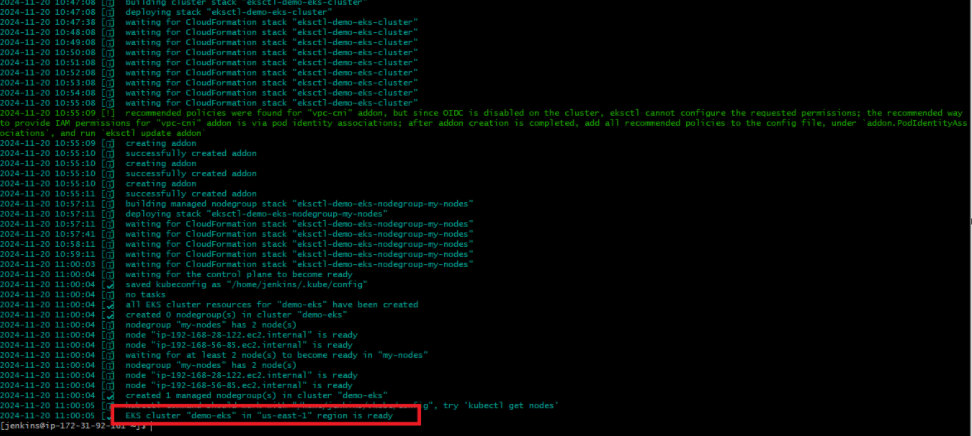 2024-11-20 10:47:08 building cluster stack "eksctl-demo-eks-cluster"
2024-11-20 10:47:08 deploying stack "eksctl-demo-eks-cluster"
2024-11-20 10:47:38 waiting for CloudFormation stack "eksctl-demo-eks-cluster"
2024-11-20 10:48:08 waiting for CloudFormation stack "eksctl-demo-eks-cluster"
2024-11-20 10:49:08 waiting for CloudFormation stack "eksctl-demo-eks-cluster"
2024-11-20 10:50:08 waiting for CloudFormation stack "eksctl-demo-eks-cluster"
2024-11-20 10:51:08 waiting for CloudFormation stack "eksctl-demo-eks-cluster"
2024-11-20 10:52:08 waiting for CloudFormation stack "eksctl-demo-eks-cluster"
2024-11-20 10:53:08 waiting for CloudFormation stack "eksctl-demo-eks-cluster"
2024-11-20 10:54:08 waiting for CloudFormation stack "eksctl-demo-eks-cluster"
2024-11-20 10:55:08 waiting for CloudFormation stack "eksctl-demo-eks-cluster"
2024-11-20 10:55:09 [!] recommended policies were found for "vpc-cni" addon, but since OIDC is disabled on the cluster, eksctl cannot configure the requested permissions; the recommended way
to provide IAM permissions for "vpc-cni" addon is via pod identity associations; after addon creation is completed, add all recommended policies to the config file, under `addon.PodIdentityAss
ociations`, and run `eksctl update addon`
2024-11-20 10:55:09 creating addon
2024-11-20 10:55:10 successfully created addon
2024-11-20 10:55:10 creating addon
2024-11-20 10:55:10 successfully created addon
2024-11-20 10:55:10 creating addon
2024-11-20 10:55:11 successfully created addon
2024-11-20 10:57:11 building managed nodegroup stack "eksctl-demo-eks-nodegroup-my-nodes"
2024-11-20 10:57:11 deploying stack "eksctl-demo-eks-nodegroup-my-nodes"
2024-11-20 10:57:11 waiting for CloudFormation stack "eksctl-demo-eks-nodegroup-my-nodes"
2024-11-20 10:57:41 waiting for CloudFormation stack "eksctl-demo-eks-nodegroup-my-nodes"
2024-11-20 10:58:11 waiting for CloudFormation stack "eksctl-demo-eks-nodegroup-my-nodes"
2024-11-20 10:59:11 waiting for CloudFormation stack "eksctl-demo-eks-nodegroup-my-nodes"
2024-11-20 11:00:03 waiting for CloudFormation stack "eksctl-demo-eks-nodegroup-my-nodes"
2024-11-20 11:00:04 waiting for the control plane to become ready
2024-11-20 11:00:04 [✔] saved kubeconfig as "/home/jenkins/.kube/config"
2024-11-20 11:00:04 no tasks
2024-11-20 11:00:04 [✔] all EKS cluster resources for "demo-eks" have been created
2024-11-20 11:00:04 [✔] created 0 nodegroup(s) in cluster "demo-eks"
2024-11-20 11:00:04 nodegroup "my-nodes" has 2 node(s)
2024-11-20 11:00:04 node "ip-192-168-28-122.ec2.internal" is ready
2024-11-20 11:00:04 node "ip-192-168-56-85.ec2.internal" is ready
2024-11-20 11:00:04 waiting for at least 2 node(s) to become ready in "my-nodes"
2024-11-20 11:00:04 nodegroup "my-nodes" has 2 node(s)
2024-11-20 11:00:04 node "ip-192-168-28-122.ec2.internal" is ready
2024-11-20 11:00:04 node "ip-192-168-56-85.ec2.internal" is ready
2024-11-20 11:00:04 [✔] created 1 managed nodegroup(s) in cluster "demo-eks"
2024-11-20 11:00:05 try 'kubectl get nodes'
2024-11-20 11:00:05 [✔] EKS cluster "demo-eks" in "us-east-1" region is ready
[jenkins@ip-172-31-92-161 ~]$